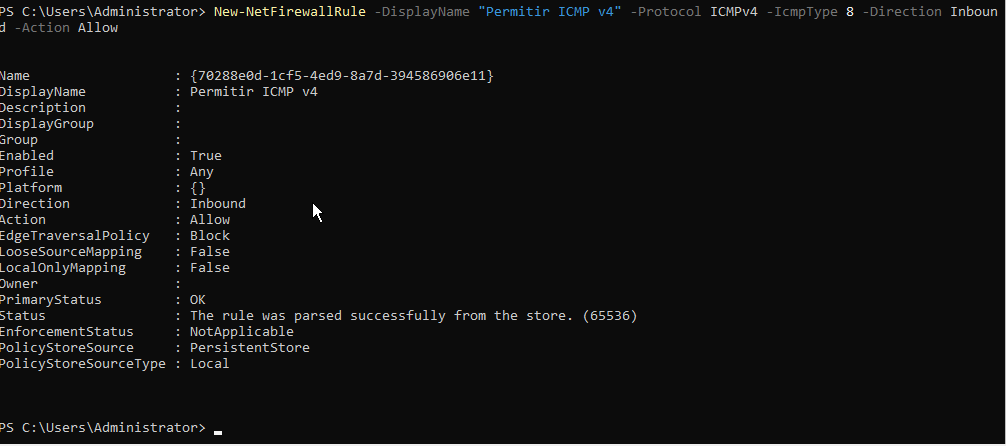 PS C:\Users\Administrator> New-NetFirewallRule -DisplayName "Permitir ICMP v4" -Protocol ICMPv4 -IcmpType 8 -Direction Inboun
d -Action Allow
Name                  : {70288e0d-1cf5-4ed9-8a7d-394586906e11}
DisplayName           : Permitir ICMP v4
Description           :
DisplayGroup          :
Group                 :
Enabled               : True
Profile               : Any
Platform              : {}
Direction             : Inbound
Action                : Allow
EdgeTraversalPolicy   : Block
LooseSourceMapping    : False
LocalOnlyMapping      : False
Owner                 :
PrimaryStatus         : OK
Status                : The rule was parsed successfully from the store. (65536)
EnforcementStatus     : NotApplicable
PolicyStoreSource     : PersistentStore
PolicyStoreSourceType : Local
PS C:\Users\Administrator>